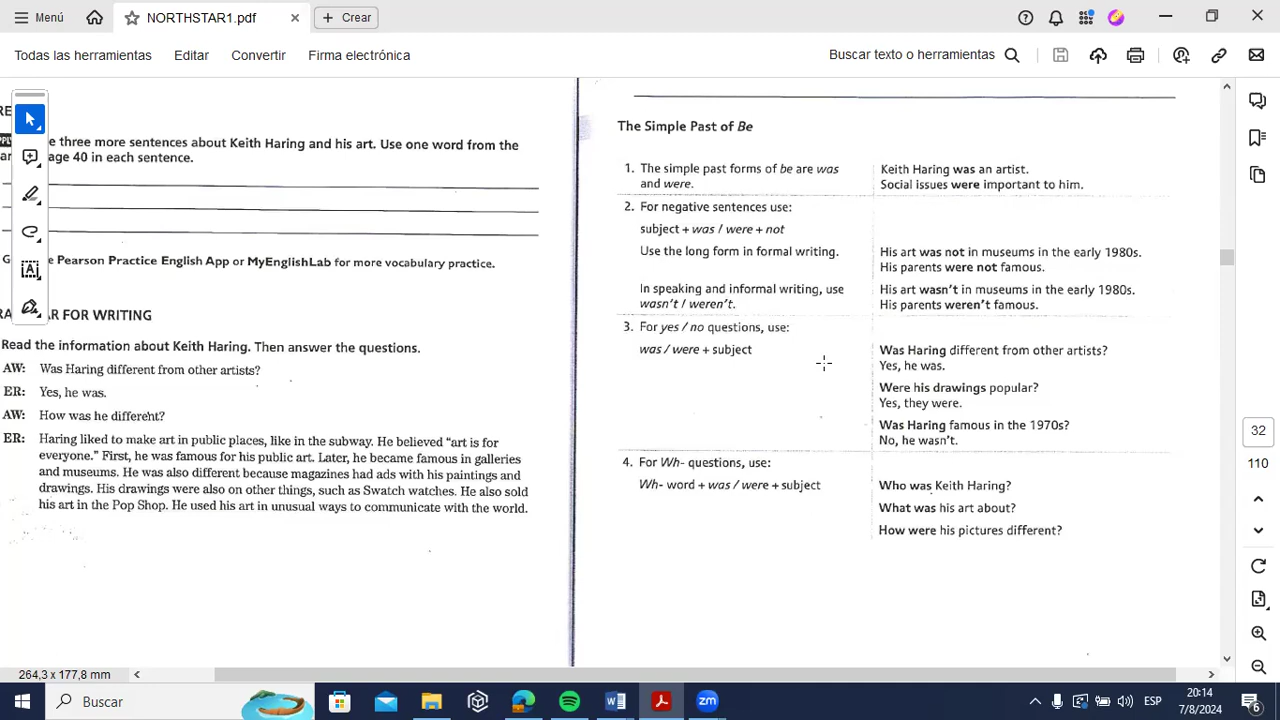 Menú
NORTHSTAR1.pdf
Crear
Todas las herramientas
Editar
Convertir
Firma electrónica
Buscar texto o herramientas
e three more sentences about Keith Haring and his art. Use one word from the
age 40 in each sentence.
Pearson Practice English App or MyEnglishLab for more vocabulary practice.
AR FOR WRITING
Read the information about Keith Haring. Then answer the questions.
AW: Was Haring different from other artists?
ER: Yes, he was.
AW: How was he different?
ER: Haring liked to make art in public places, like in the subway. He believed “art is for
everyone.” First, he was famous for his public art. Later, he became famous in galleries
and museums. He was also different because magazines had ads with his paintings and
drawings. His drawings were also on other things, such as Swatch watches. He also sold
his art in the Pop Shop. He used his art in unusual ways to communicate with the world.
The Simple Past of Be
1. The simple past forms of be are was
and were.
Keith Haring was an artist.
Social issues were important to him.
2. For negative sentences use:
subject + was / were + not
Use the long form in formal writing.
His art was not in museums in the early 1980s.
His parents were not famous.
In speaking and informal writing, use
wasn't / weren't.
His art wasn't in museums in the early 1980s.
His parents weren't famous.
3. For yes / no questions, use:
was / were + subject
Was Haring different from other artists?
Yes, he was.
Were his drawings popular?
Yes, they were.
Was Haring famous in the 1970s?
No, he wasn't.
4. For Wh- questions, use:
Wh- word + was / were + subject
Who was Keith Haring?
What was his art about?
How were his pictures different?
32
110
264,3 x 177,8 mm
Buscar
ESP
20:14
7/8/2024
6